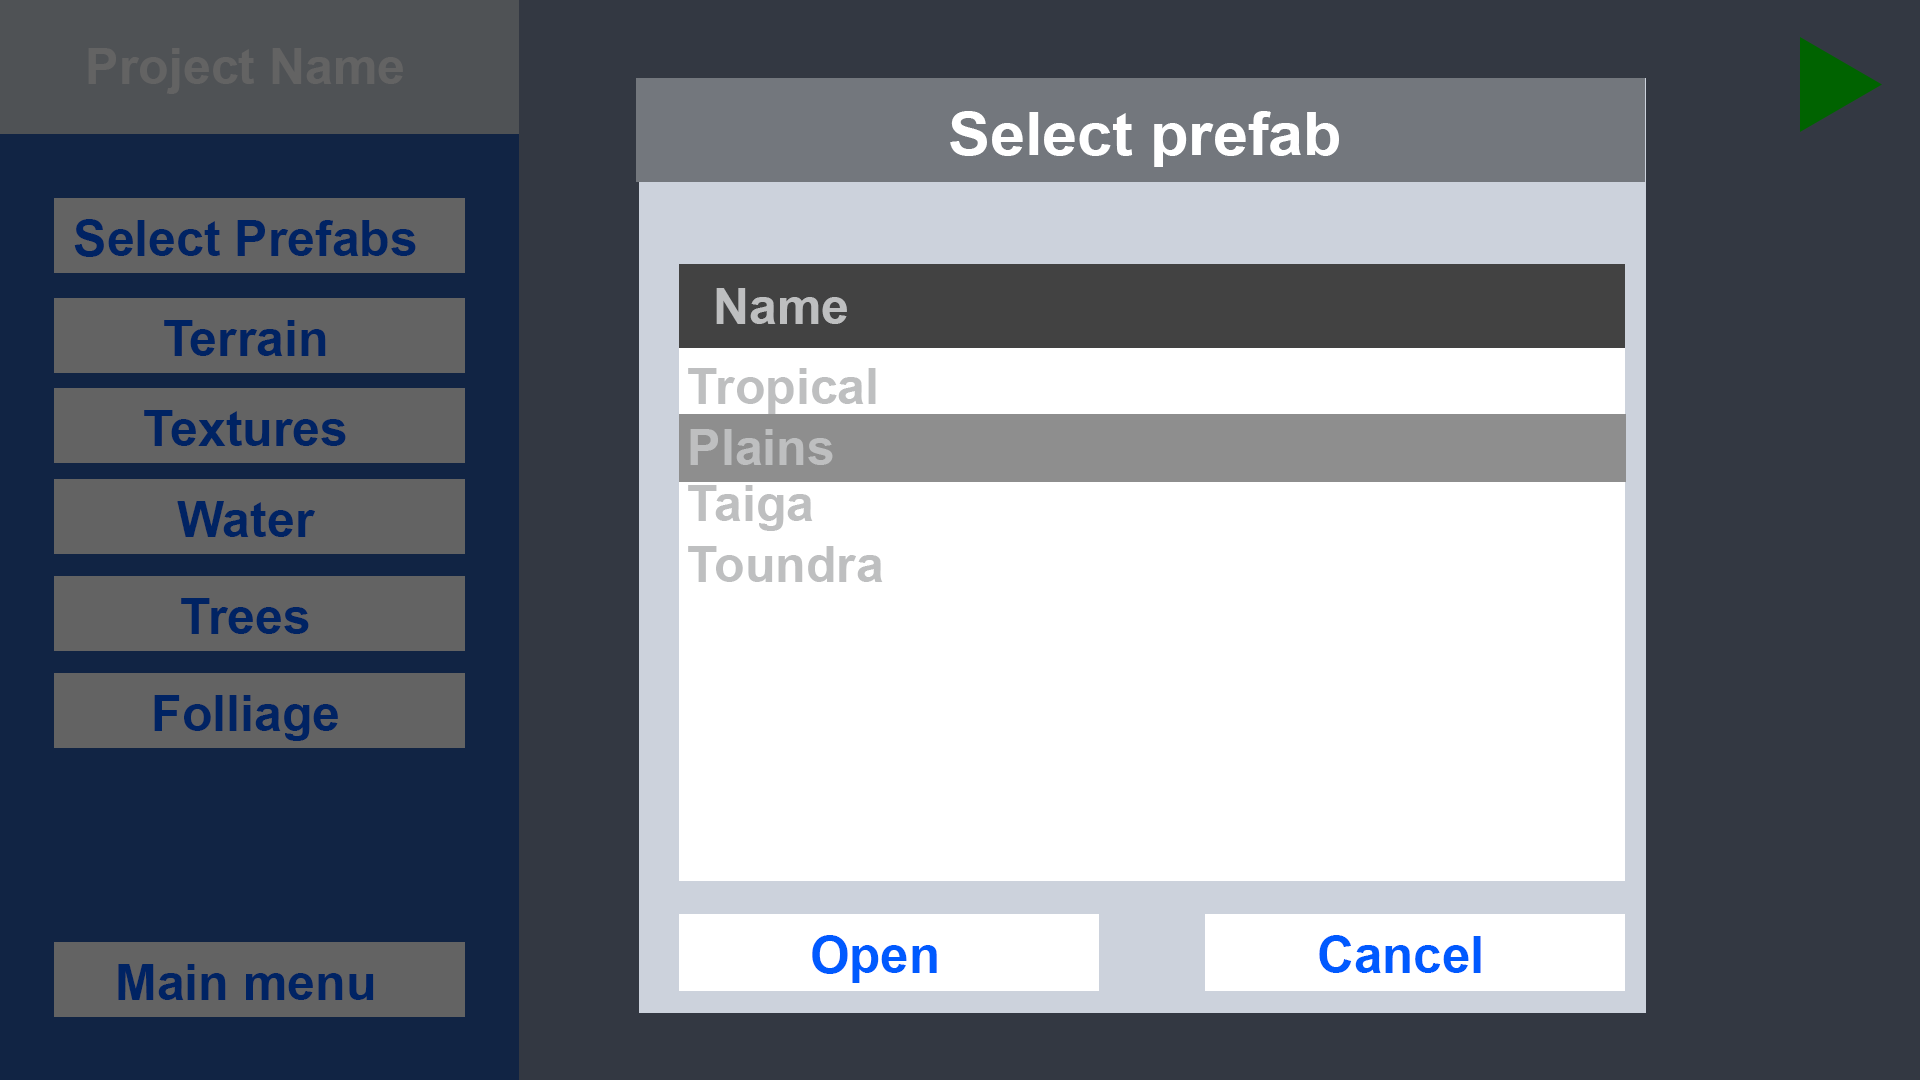 Project Name
Select Prefabs
Terrain
Textures
Water
Trees
Folliage
Main menu
Select prefab
Name
Tropical
Plains
Taiga
Toundra
Open
Cancel